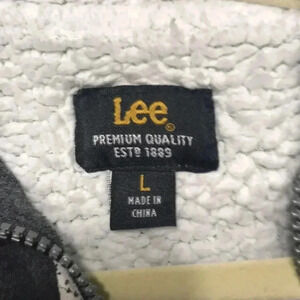 Lee®
PREMIUM QUALITY
ESTD 1889
L
MADE IN
CHINA